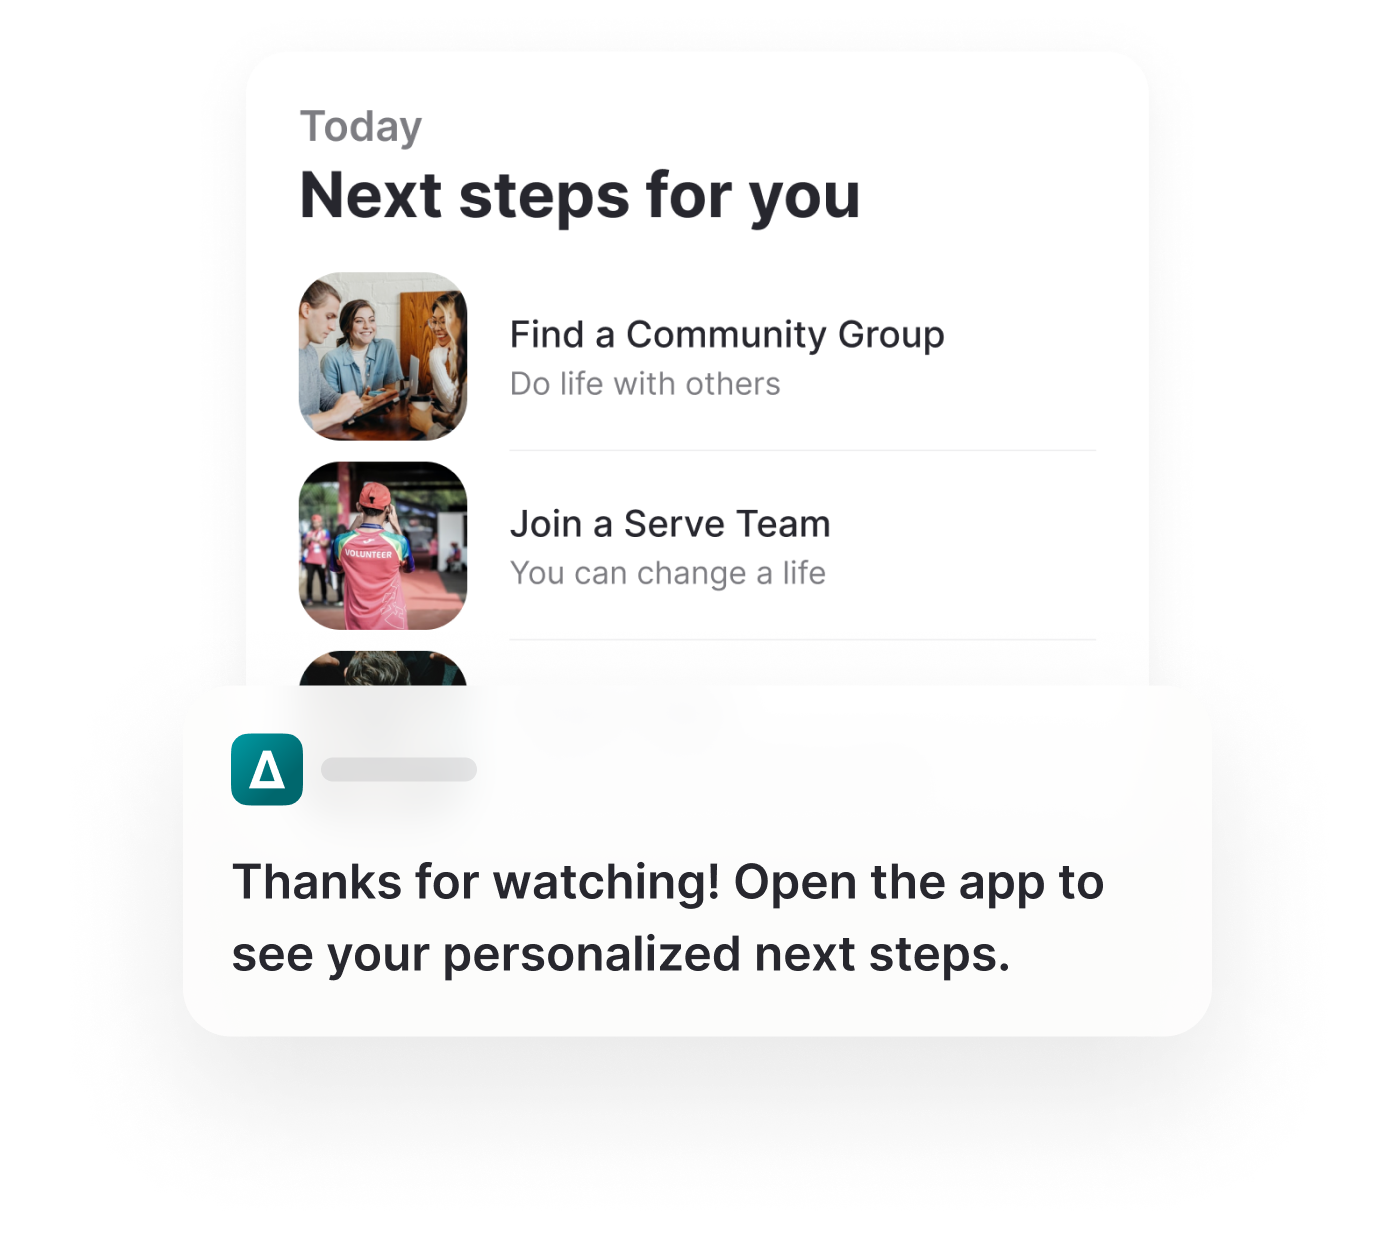 Today
Next steps for you
Find a Community Group
Do life with others
VOLUNTEER
Join a Serve Team
You can change a life
Thanks for watching! Open the app to
see your personalized next steps.